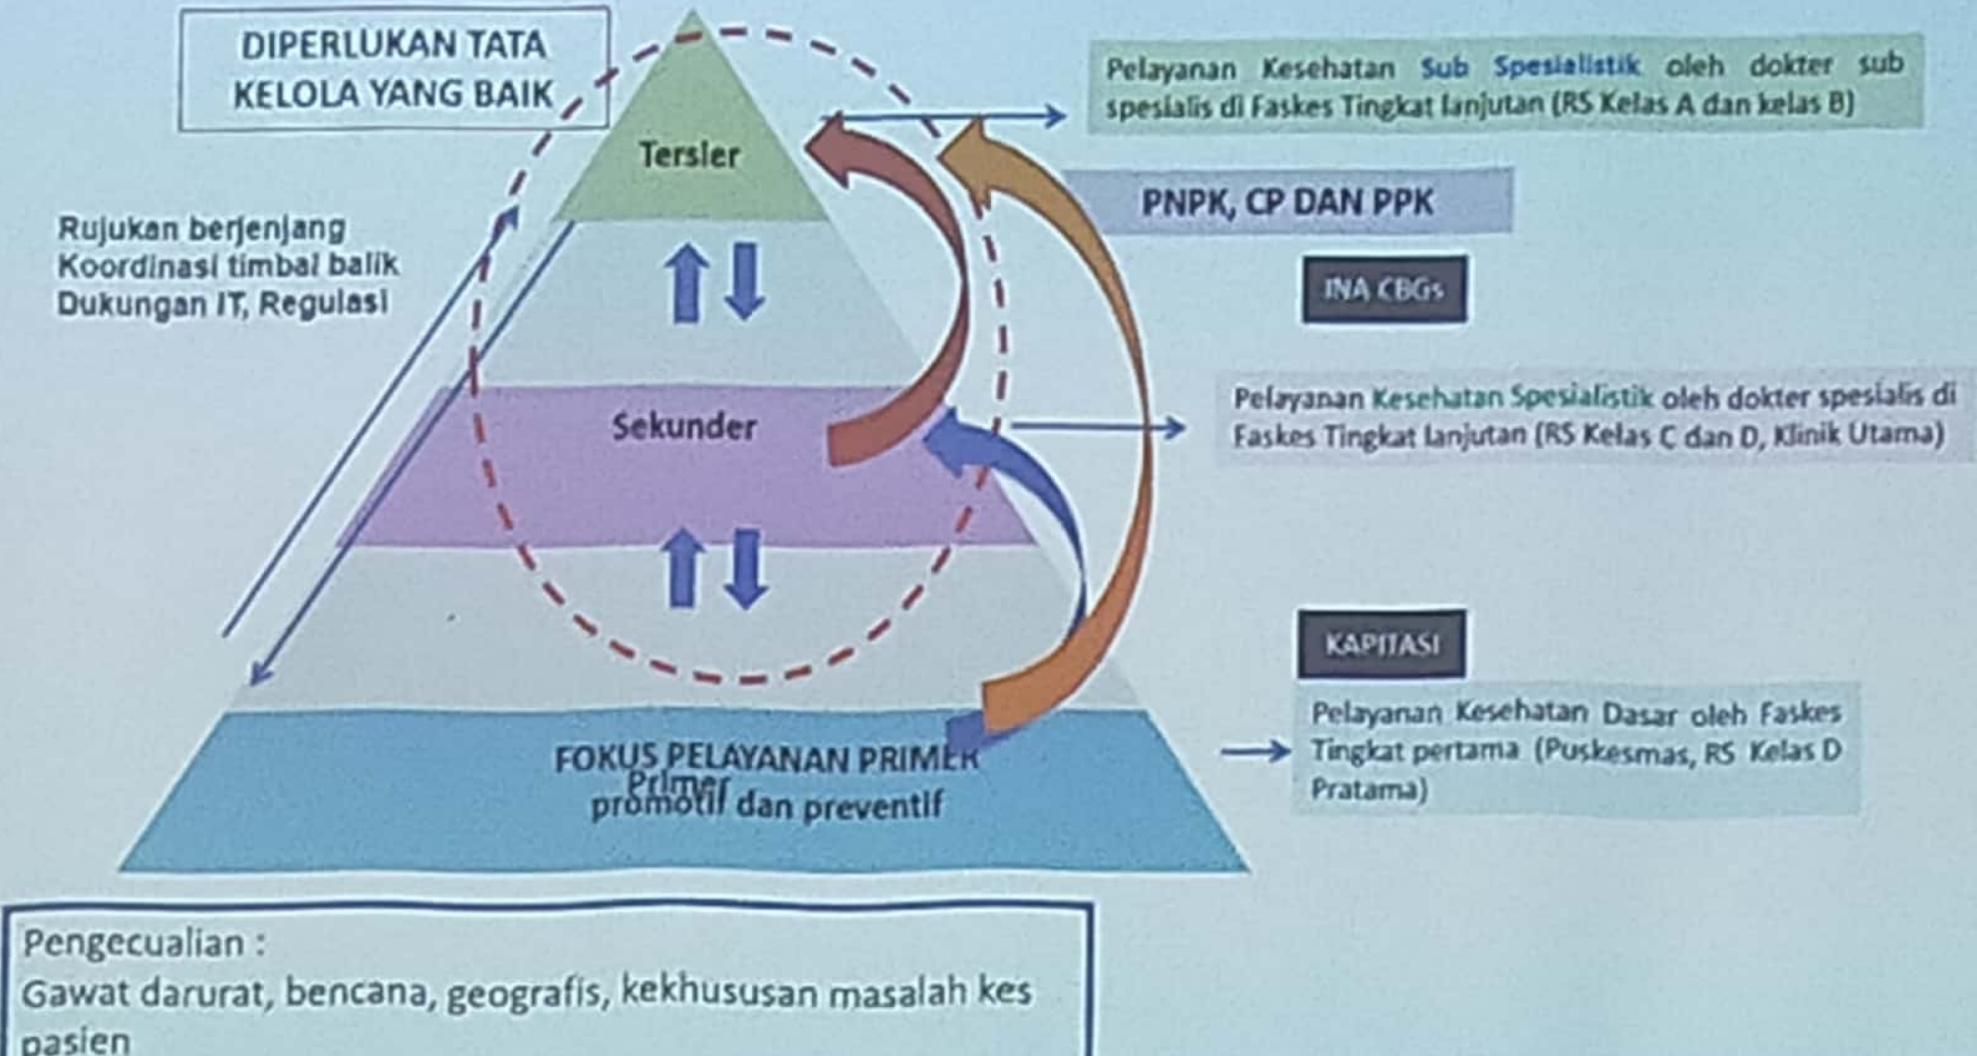 DIPERLUKAN TATA
KELOLA YANG BAIK
Pelayanan Kesehatan Sub Spesialistik oleh dokter sub
spesialis di Faskes Tingkat lanjutan (RS Kelas A dan kelas B)
Tersier
PNPK, CP DAN PPK
Rujukan berjenjang
Koordinasi timbal balik
Dukungan IT, Regulasi
INA CBGs
Sekunder
Pelayanan Kesehatan Spesialistik oleh dokter spesialis di
Faskes Tingkat lanjutan (RS Kelas C dan D, Klinik Utama)
KAPITASI
Pelayanan Kesehatan Dasar oleh Faskes
Tingkat pertama (Puskesmas, RS Kelas D
Pratama)
FOKUS PELAYANAN PRIMER
Primer
promotif dan preventif
Pengecualian :
Gawat darurat, bencana, geografis, kekhususan masalah kes
pasien